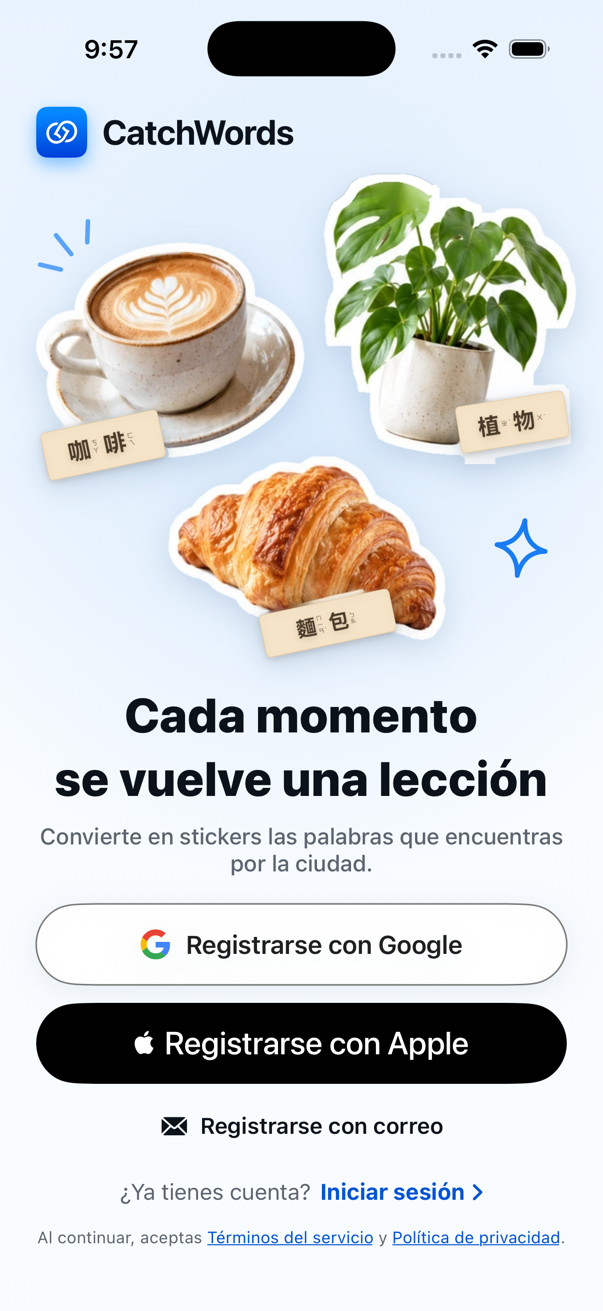 9:57
CatchWords
咖啡
植物
麵包
Cada momento
se vuelve una lección
Convierte en stickers las palabras que encuentras
por la ciudad.
Registrarse con Google
Registrarse con Apple
Registrarse con correo
¿Ya tienes cuenta? Iniciar sesión
Al continuar, aceptas Términos del servicio y Política de privacidad.